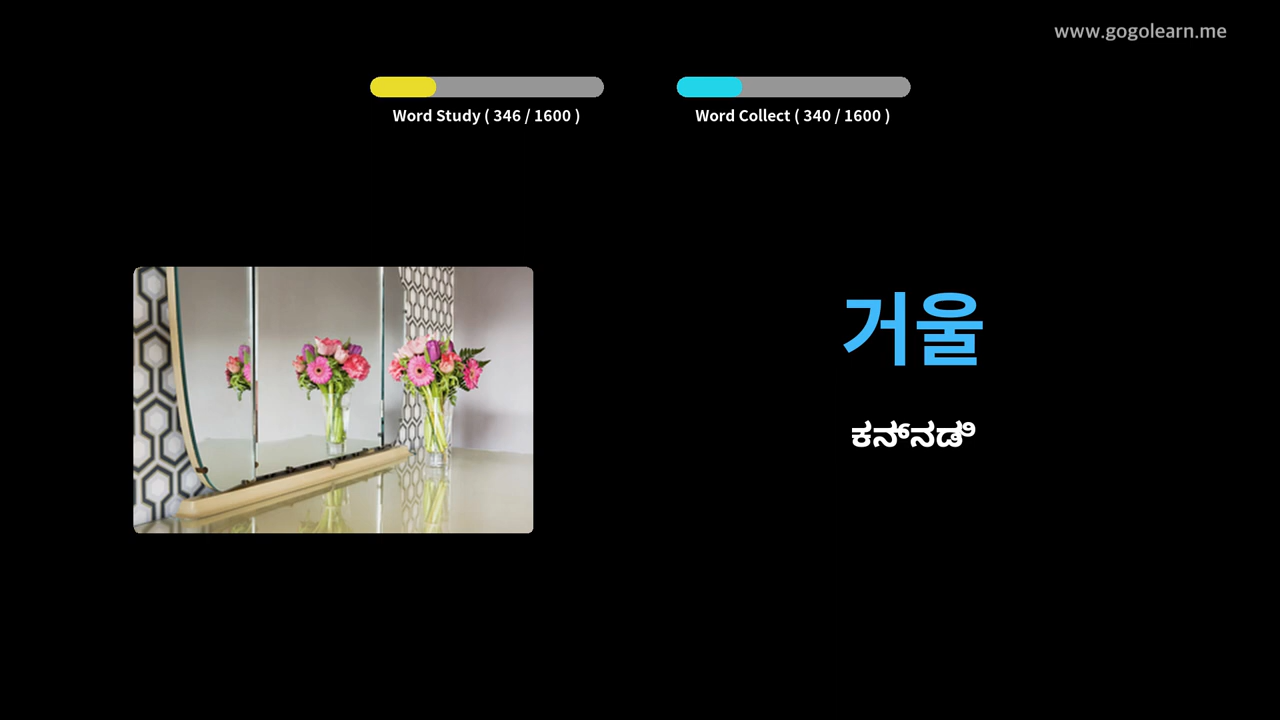 www.gogolearn.me
Word Study ( 346 / 1600 )
Word Collect ( 340 / 1600 )
거울
ಕನ್ನಡಿ